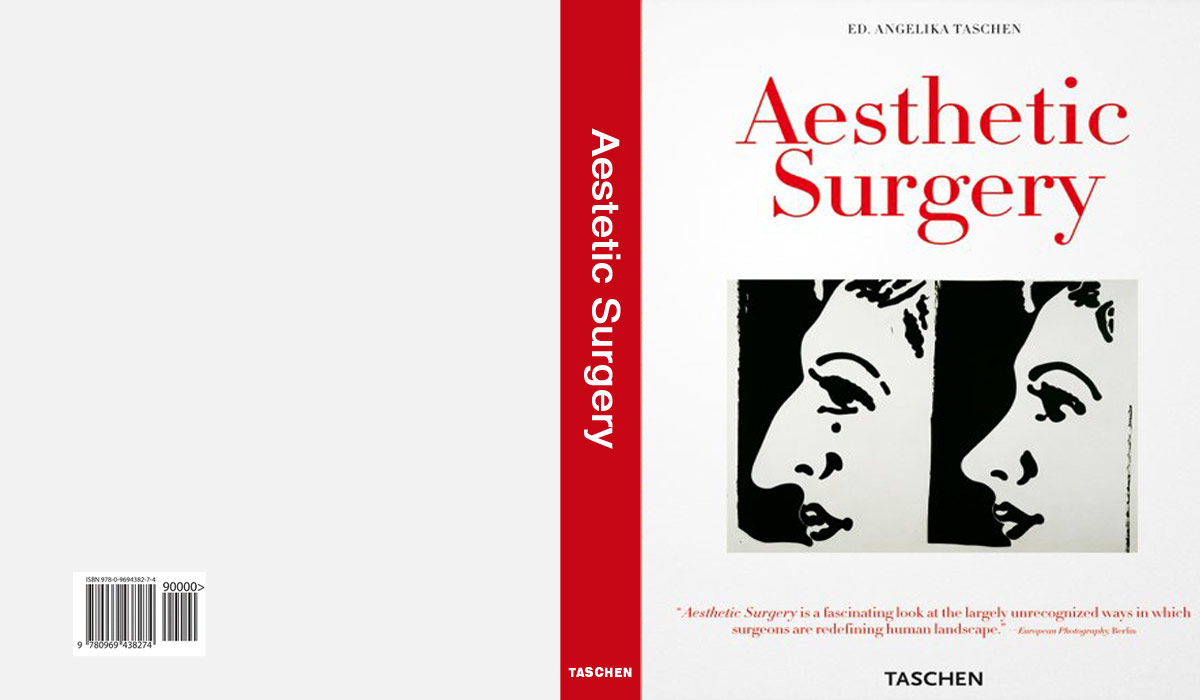 ISBN 978-0-9694382-7-4
90000>
9 780969 438274
Aestetic Surgery
TASCHEN
ED. ANGELIKA TASCHEN
Aesthetic
Surgery
“Aesthetic Surgery is a fascinating look at the largely unrecognized ways in which
surgeons are redefining human landscape.” —European Photography, Berlin
TASCHEN